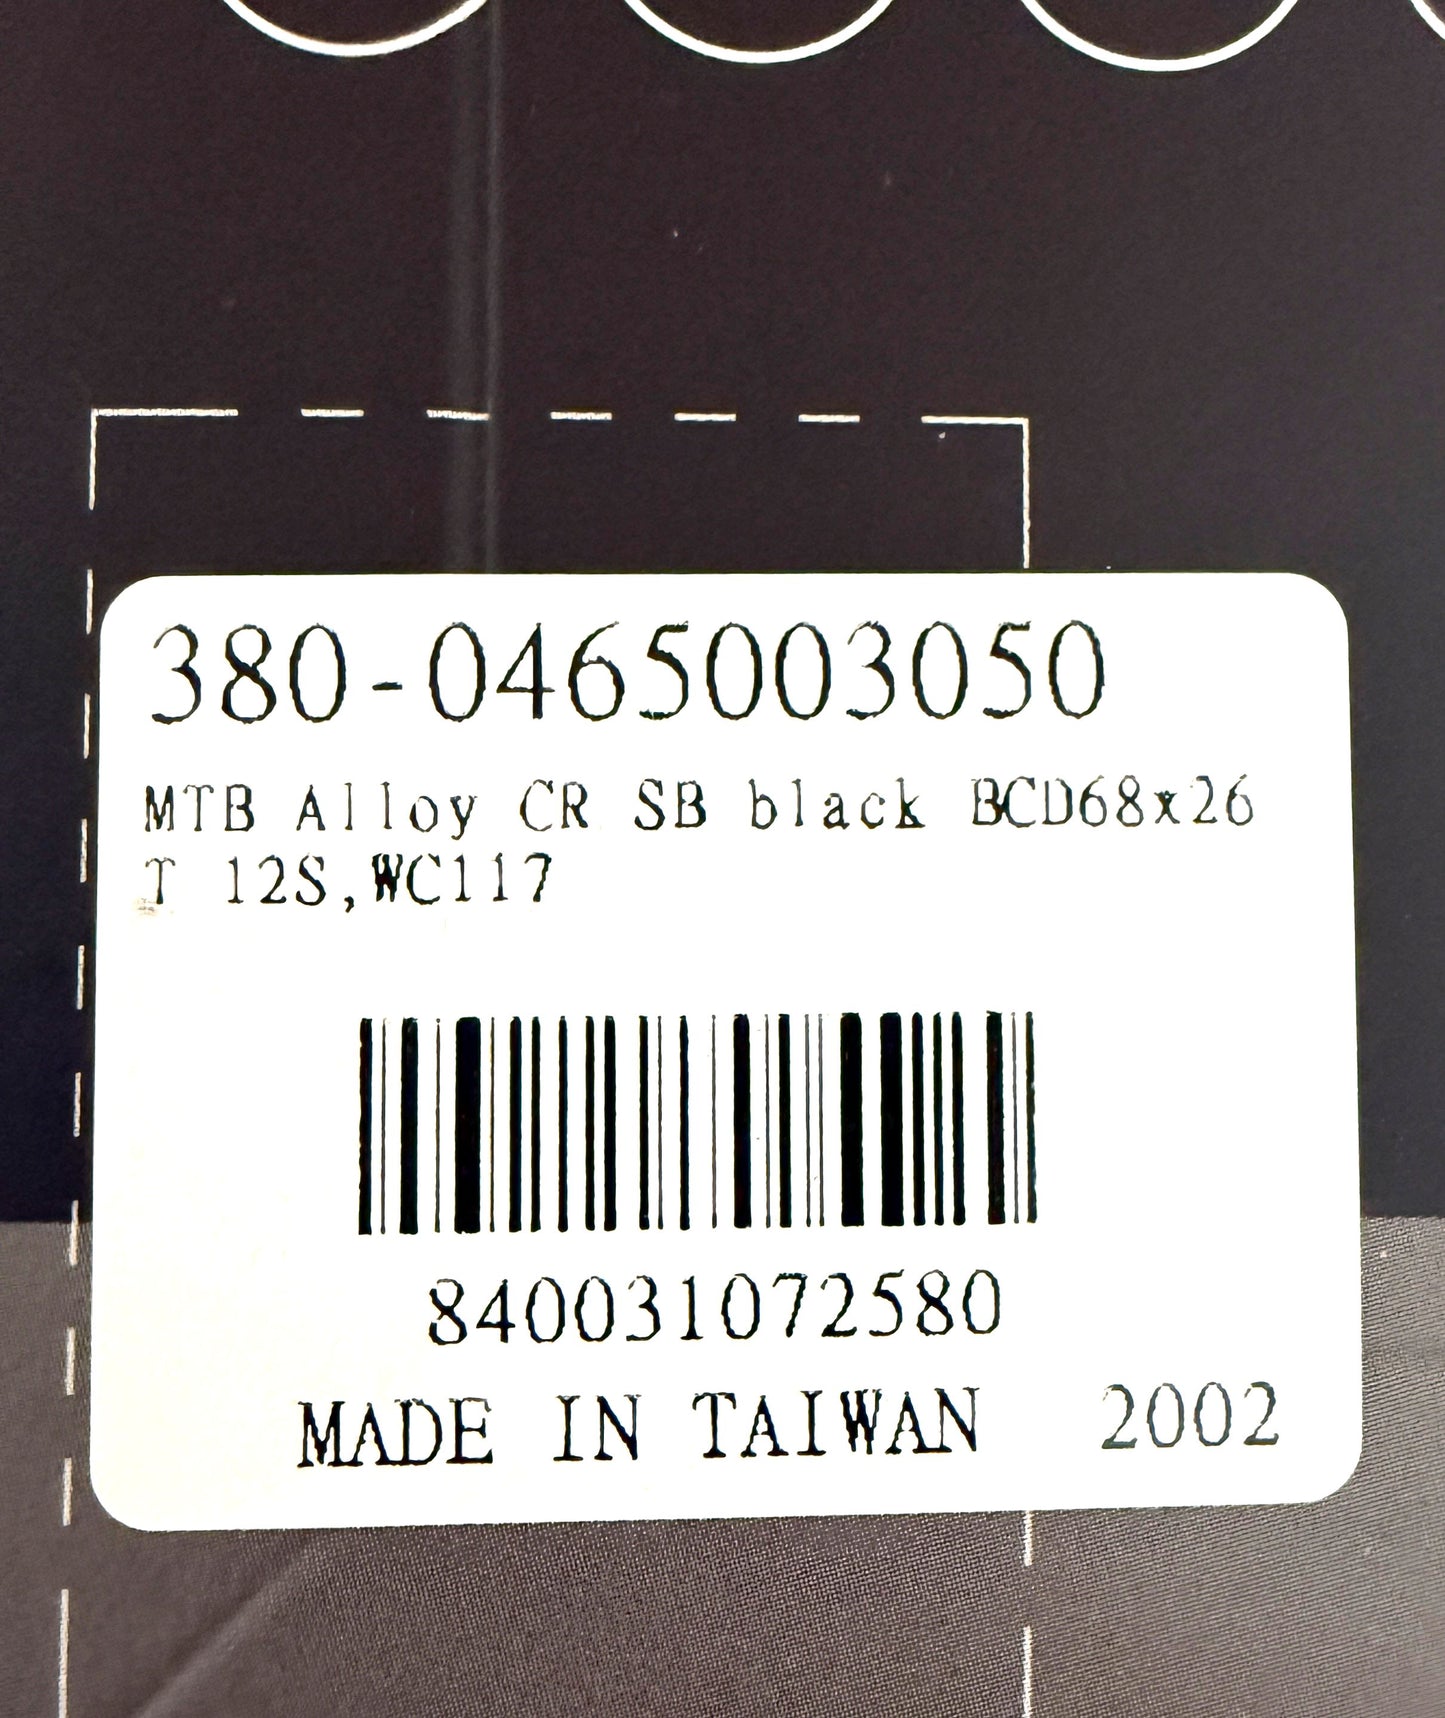 380-0465003050
MTB Alloy CR SB black BCD68x26
T 12S,WC117
840031072580
MADE IN TAIWAN 2002